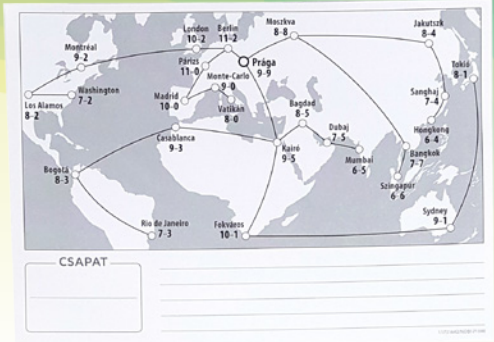 London
10-2
Berlin
11-2
Moszkva
8-8
Jakutszk
8-4
Montréal
9-2
Párizs
11-0
Prága
9-9
Tokió
8-1
Monte-Carlo
9-0
Los Alamos
8-2
Washington
7-2
Madrid
10-0
Vatikán
8-0
Bagdad
8-5
Sanghaj
7-4
Casablanca
9-3
Kairó
9-5
Dubaj
7-5
Mumbai
6-5
Hongkong
6-4
Bangkok
7-7
Bogotá
8-3
Szingapúr
6-6
Rio de Janeiro
7-3
Fokváros
10-1
Sydney
9-1
CSAPAT